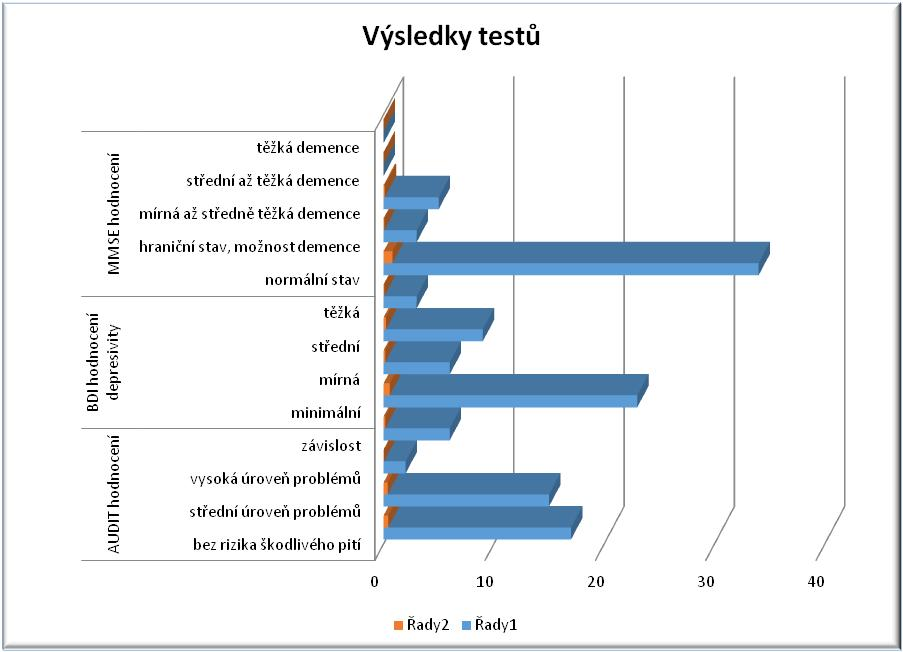 Výsledky testů
MMSE hodnocení
těžká demence
střední až těžká demence
mírná až středně těžká demence
hraniční stav, možnost demence
normální stav
BDI hodnocení
depresivity
těžká
střední
mírná
minimální
AUDIT hodnocení
závislost
vysoká úroveň problémů
střední úroveň problémů
bez rizika škodlivého pití
0 10 20 30 40
Řady2 Řady1